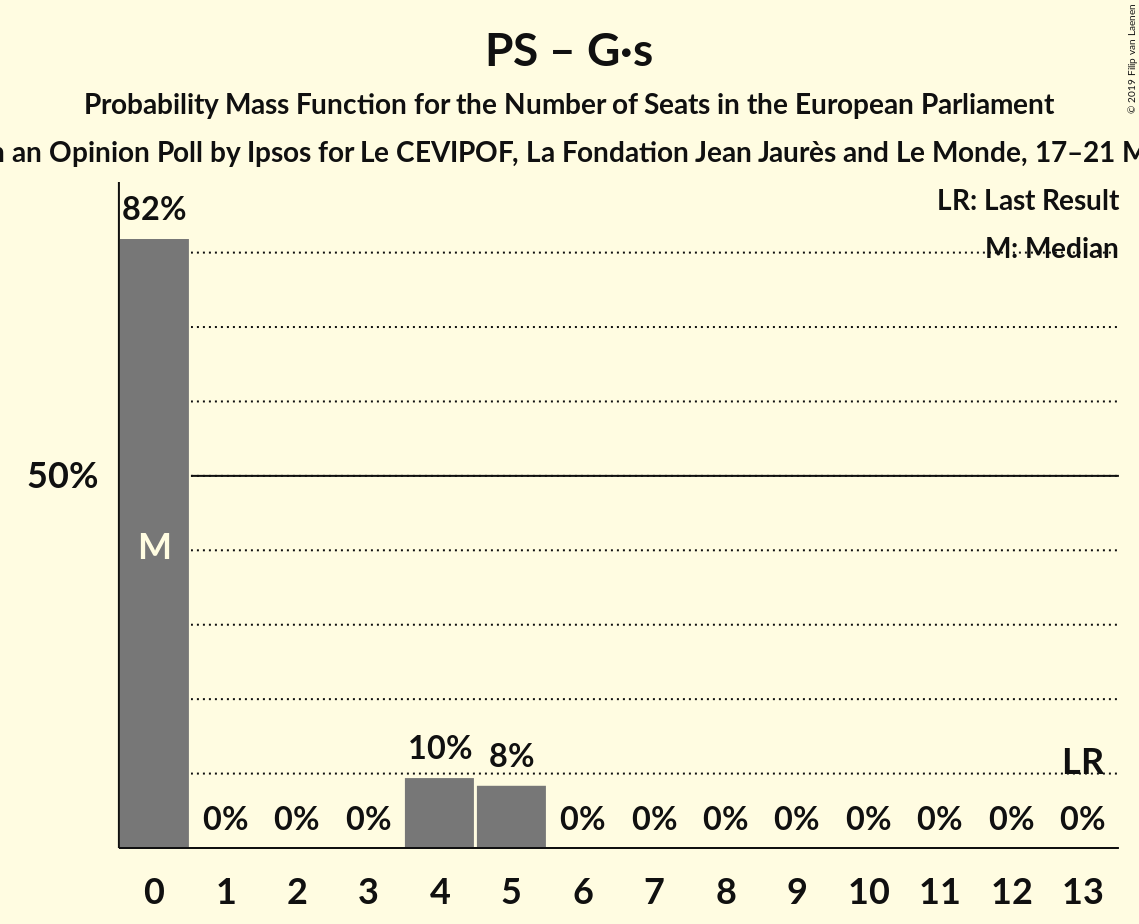 PS – G•s
Probability Mass Function for the Number of Seats in the European Parliament
an Opinion Poll by Ipsos for Le CEVIPOF, La Fondation Jean Jaurès and Le Monde, 17–21 M
© 2019 Filip van Laenen
LR: Last Result
M: Median
82%
50%
M
10%
8%
LR
0% 0% 0% 0% 0% 0% 0% 0% 0% 0% 0%
0 1 2 3 4 5 6 7 8 9 10 11 12 13